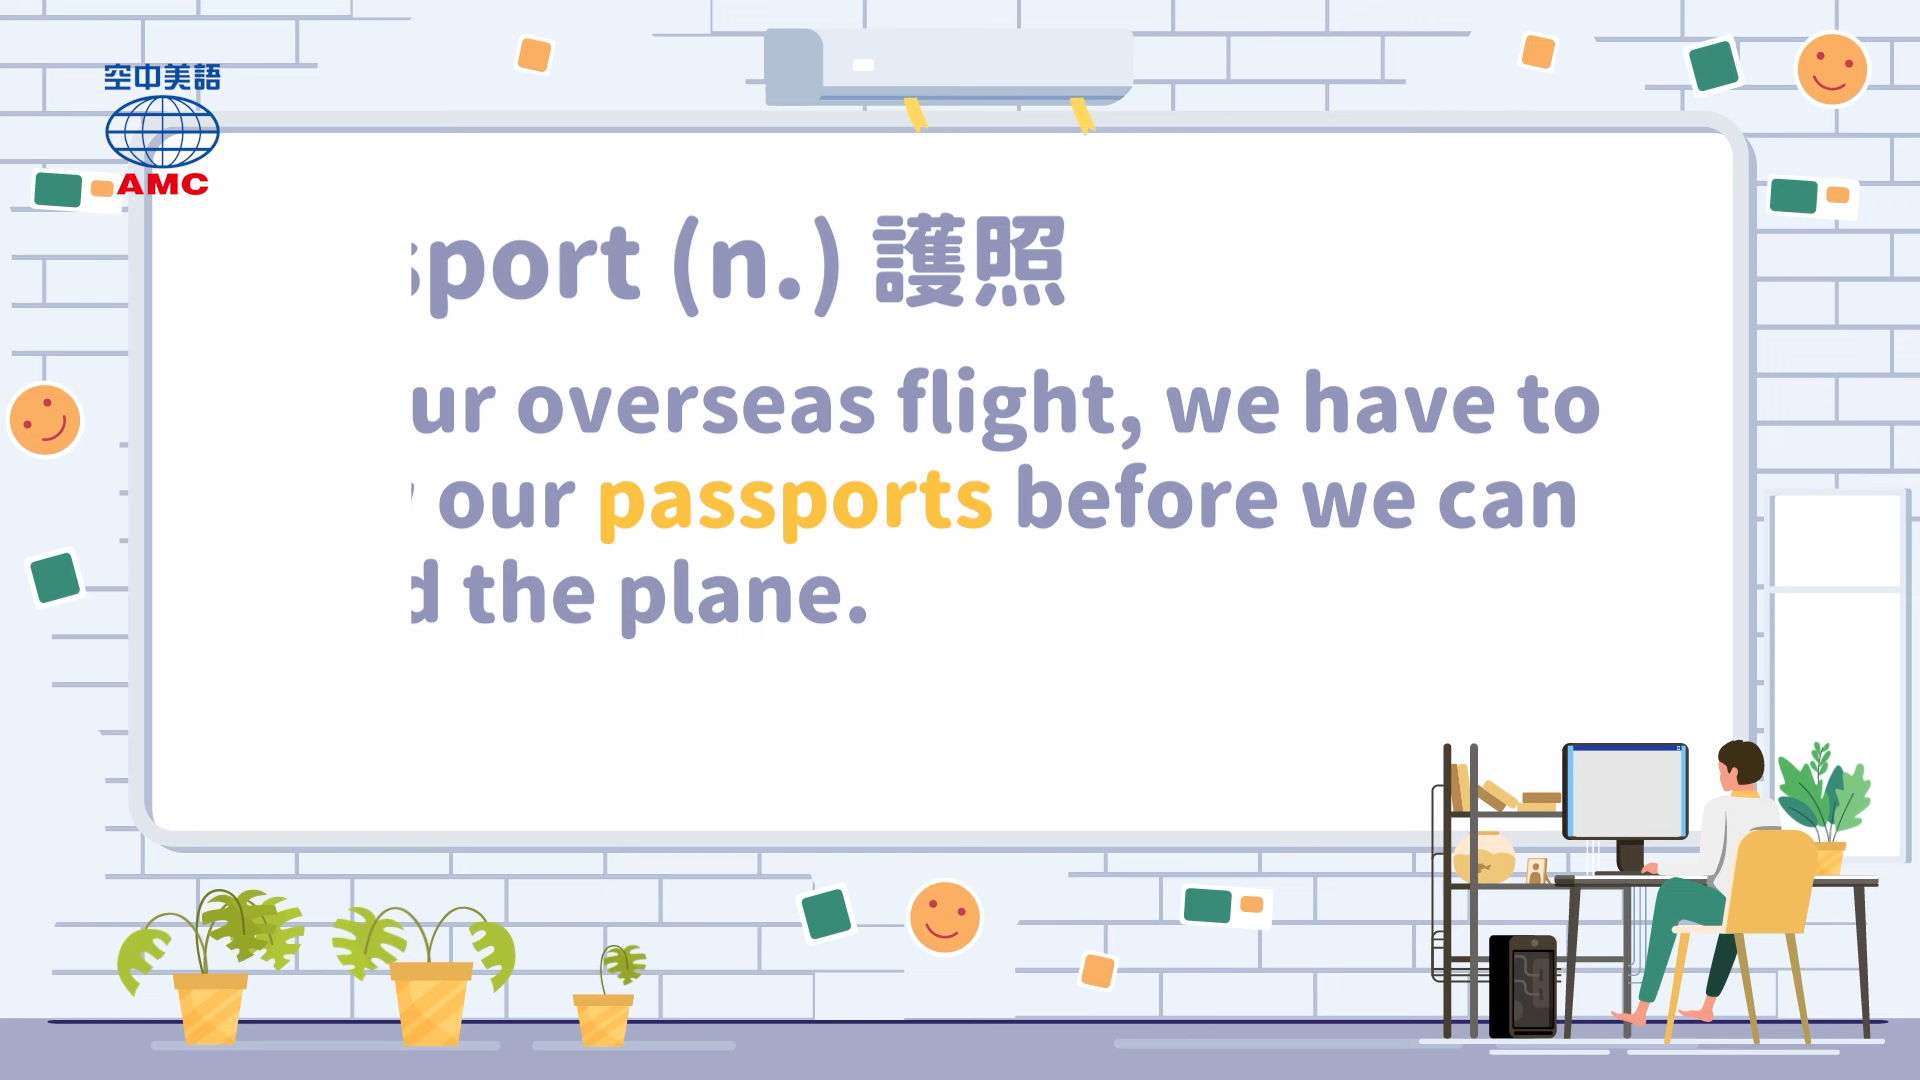 空中美語
AMC
sport (n.) 護照
ur overseas flight, we have to
our passports before we can
d the plane.